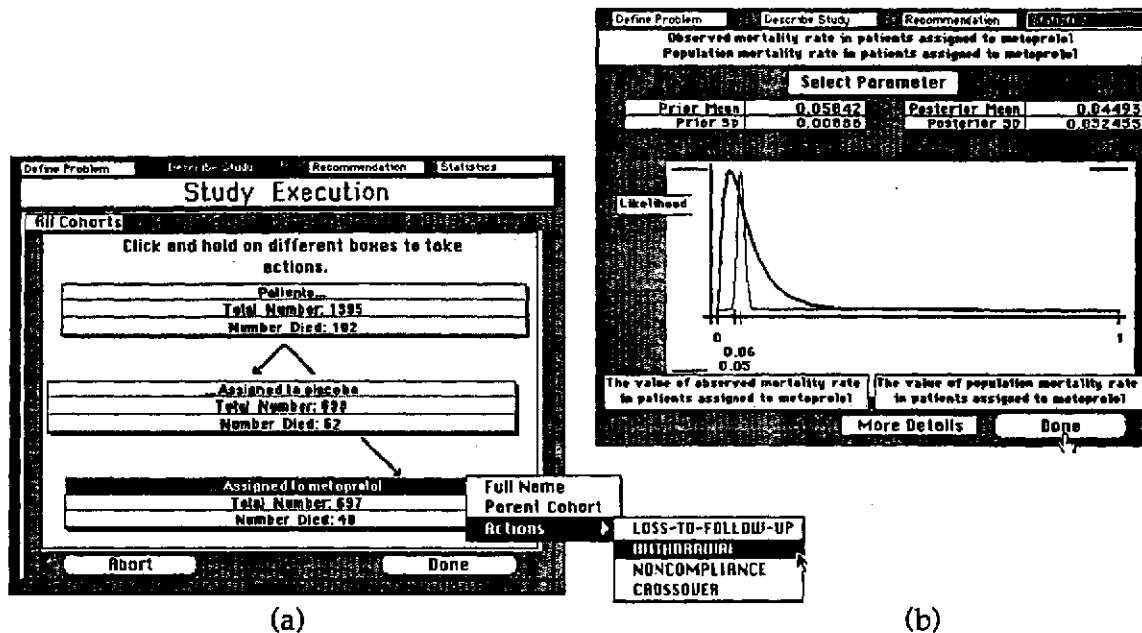 Define Problem
Describe Study
Recommendation
Statistics
Study Execution
All Cohorts
Click and hold on different boxes to take
actions.
Patients...
Total Number: 1395
Number Died: 102
...Assigned to placebo
Total Number: 698
Number Died: 62
...Assigned to metoprolol
Total Number: 697
Number Died: 40
Full Name
Parent Cohort
Actions
LOSS-TO-FOLLOW-UP
WITHDRAWAL
NONCOMPLIANCE
CROSSOVER
Abort
Done
(a)
Define Problem
Describe Study
Recommendation
Observed mortality rate in patients assigned to metoprolol
Population mortality rate in patients assigned to metoprolol
Select Parameter
Prior Mean 0.05842
Posterior Mean 0.04495
Prior SD 0.00886
Posterior SD 0.032455
Likelihood
0
1
0.06
0.05
The value of observed mortality rate
in patients assigned to metoprolol
The value of population mortality rate
in patients assigned to metoprolol
More Details
Done
(b)